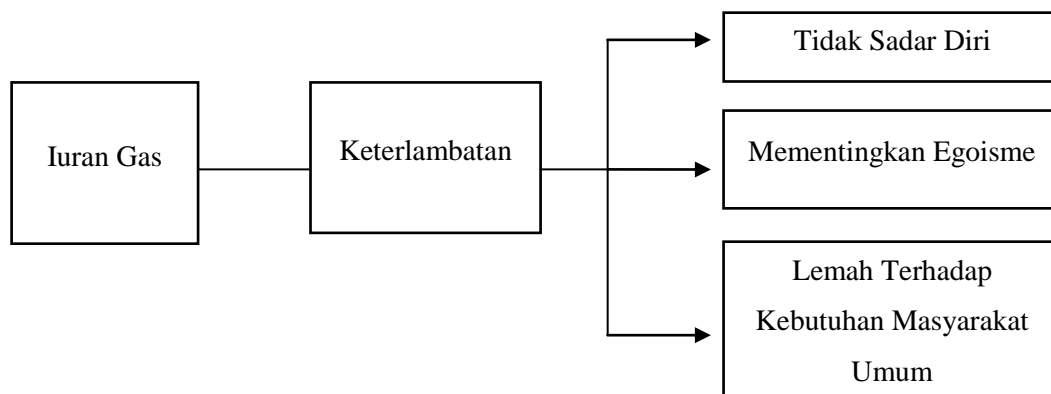 Iuran Gas
Keterlambatan
Tidak Sadar Diri
Mementingkan Egoisme
Lemah Terhadap
Kebutuhan Masyarakat
Umum